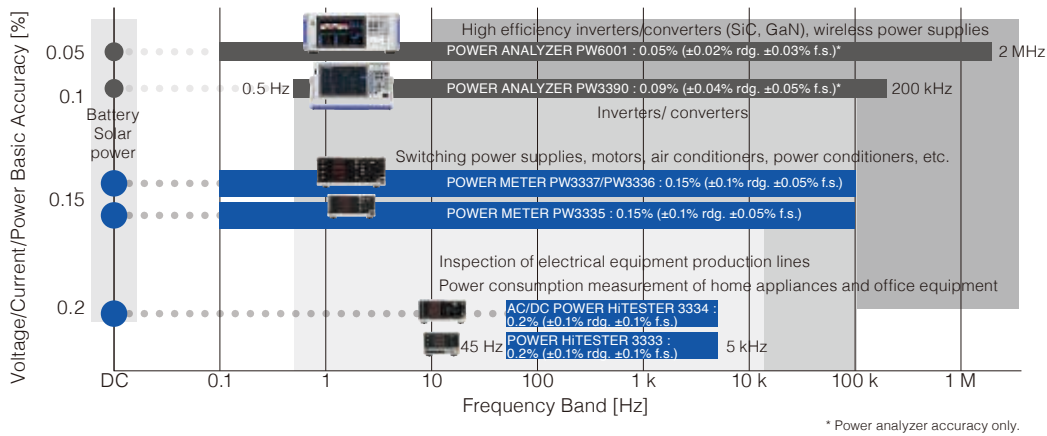 Voltage/Current/Power Basic Accuracy [%]
High efficiency inverters/converters (SiC, GaN), wireless power supplies
0.05
POWER ANALYZER PW6001 : 0.05% (±0.02% rdg. ±0.03% f.s.)*
2 MHz
0.1
0.5 Hz
POWER ANALYZER PW3390 : 0.09% (±0.04% rdg. ±0.05% f.s.)*
200 kHz
Battery
Solar
power
Inverters/ converters
Switching power supplies, motors, air conditioners, power conditioners, etc.
0.15
POWER METER PW3337/PW3336 : 0.15% (±0.1% rdg. ±0.05% f.s.)
POWER METER PW3335 : 0.15% (±0.1% rdg. ±0.05% f.s.)
Inspection of electrical equipment production lines
Power consumption measurement of home appliances and office equipment
0.2
AC/DC POWER HiTESTER 3334 :
0.2% (±0.1% rdg. ±0.1% f.s.)
45 Hz
POWER HiTESTER 3333 :
0.2% (±0.1% rdg. ±0.1% f.s.)
5 kHz
DC 0.1 1 10 100 1 k 10 k 100 k 1 M
Frequency Band [Hz]
* Power analyzer accuracy only.